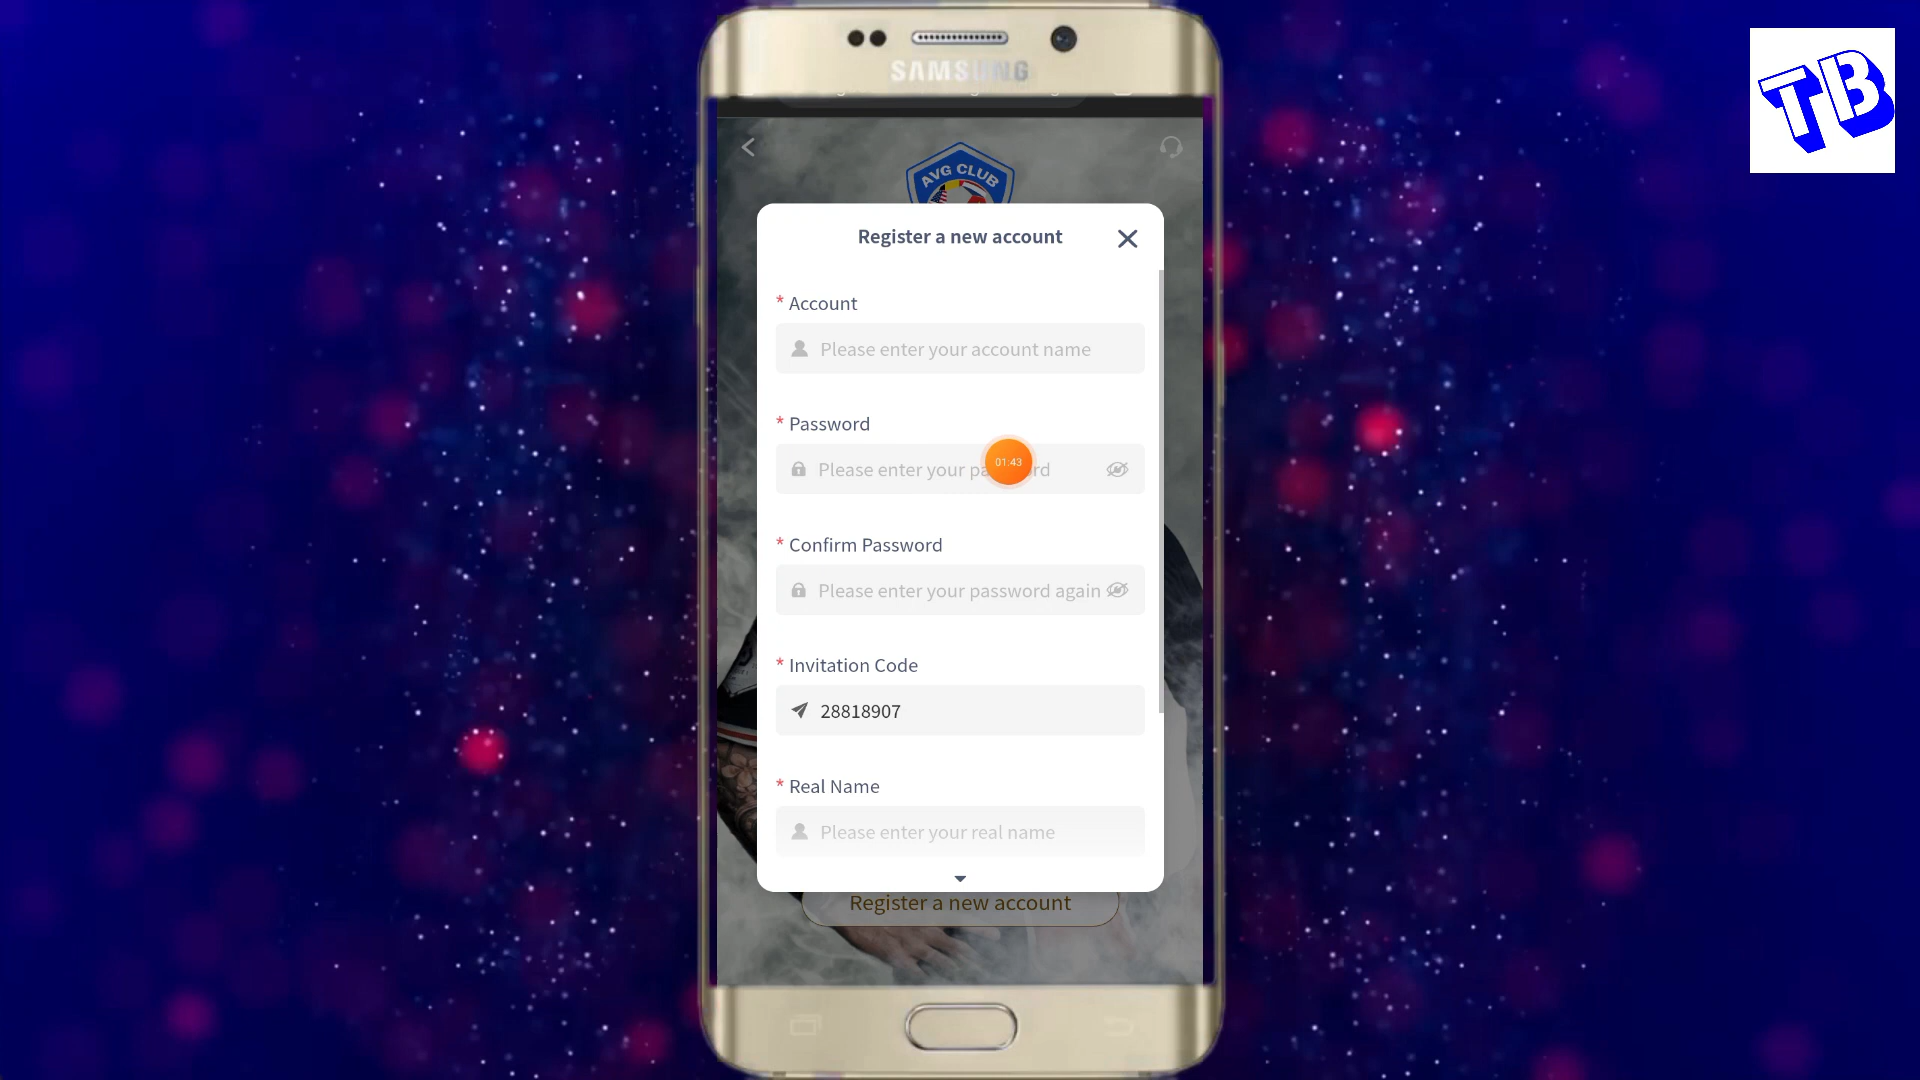 SAMSUNG
TB
AVG CLUB
Register a new account
* Account
Please enter your account name
* Password
Please enter your pa rd
01:43
* Confirm Password
Please enter your password again
* Invitation Code
28818907
* Real Name
Please enter your real name
Register a new account